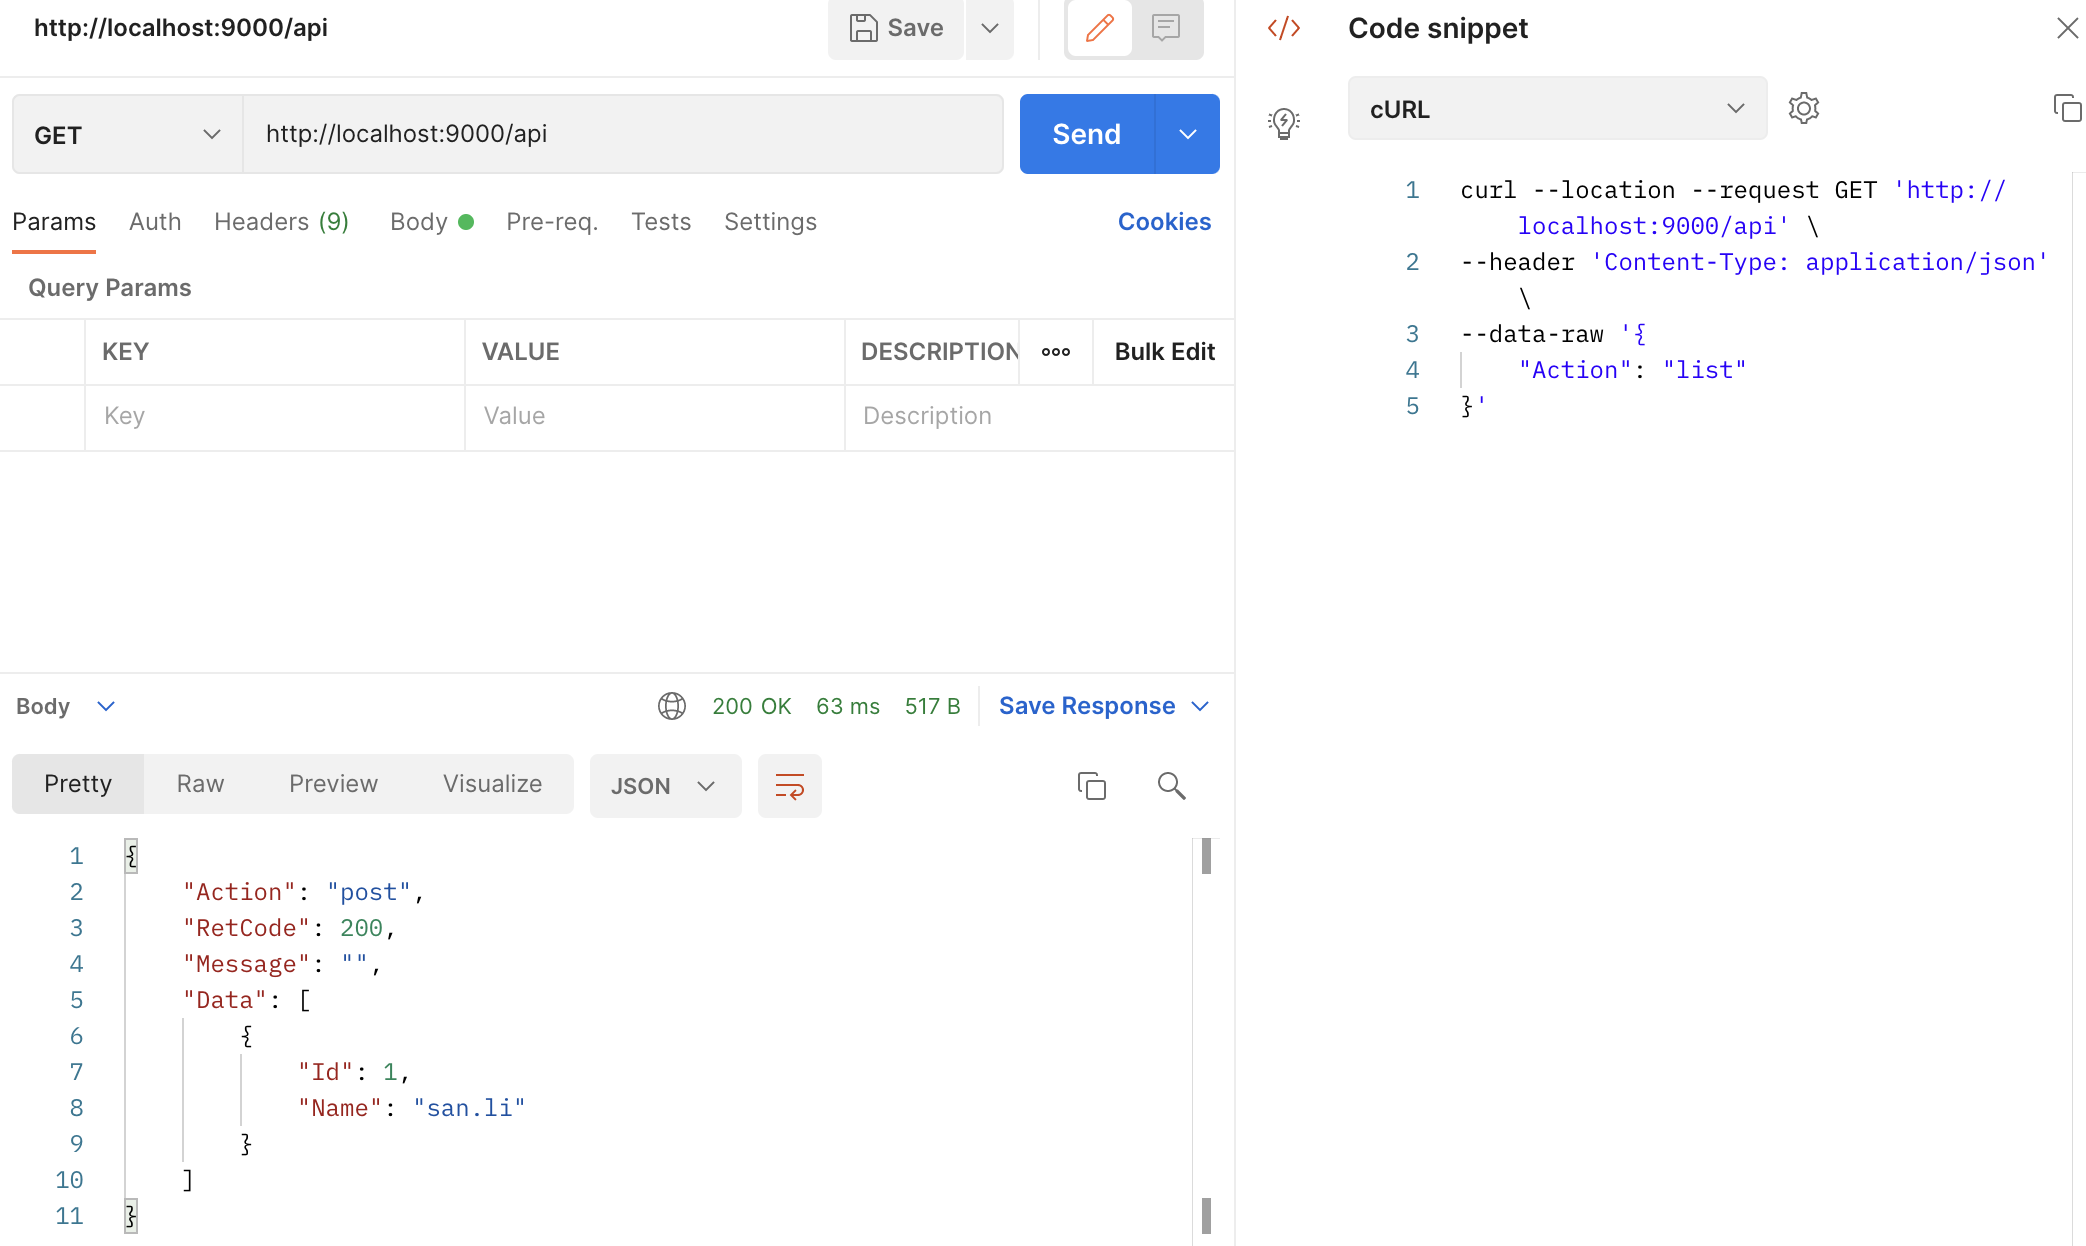 http://localhost:9000/api
Save
GET
http://localhost:9000/api
Send
Params Auth Headers (9) Body Pre-req. Tests Settings Cookies
Query Params
KEY VALUE DESCRIPTION Bulk Edit
Key Value Description
Body 200 OK 63 ms 517 B Save Response
Pretty Raw Preview Visualize JSON
1 {
2 "Action": "post",
3 "RetCode": 200,
4 "Message": "",
5 "Data": [
6 {
7 "Id": 1,
8 "Name": "san.li"
9 }
10 ]
11 }
Code snippet
cURL
1 curl --location --request GET 'http://
localhost:9000/api' \
2 --header 'Content-Type: application/json'
\
3 --data-raw '{
4 "Action": "list"
5 }'